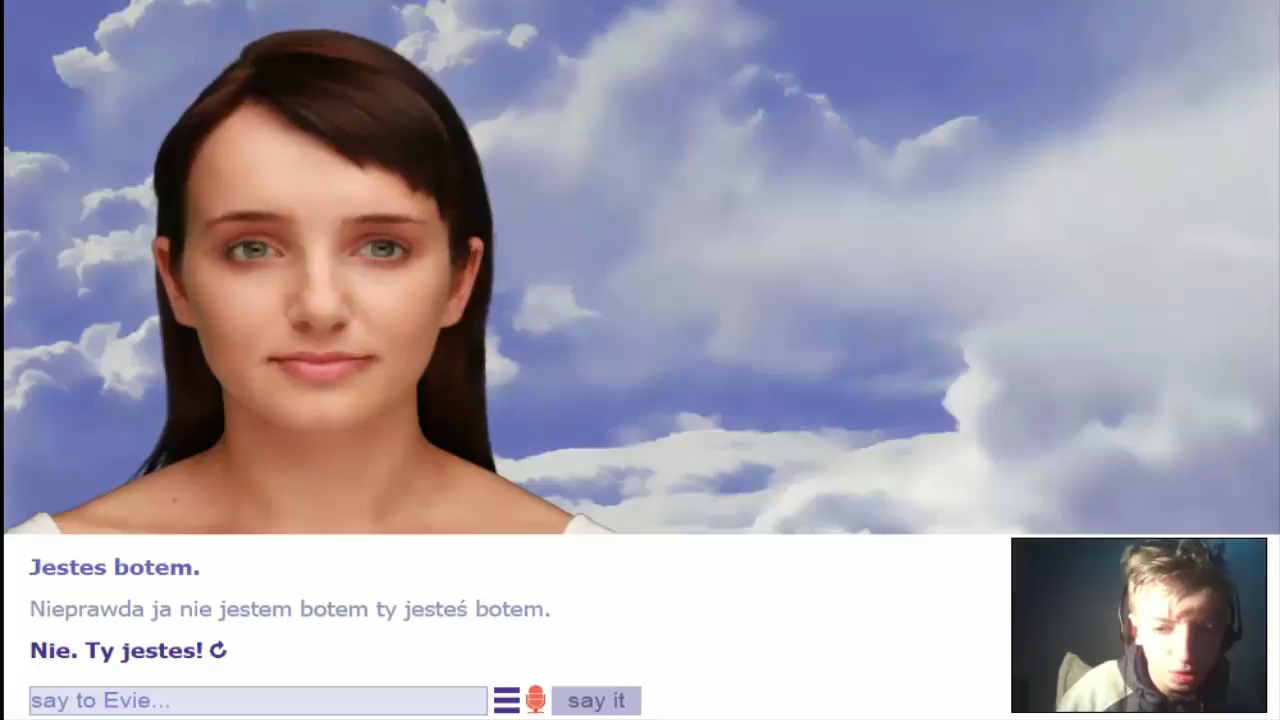 Jestes botem.
Nieprawda ja nie jestem botem ty jesteś botem.
Nie. Ty jestes!
say to Evie...
say it